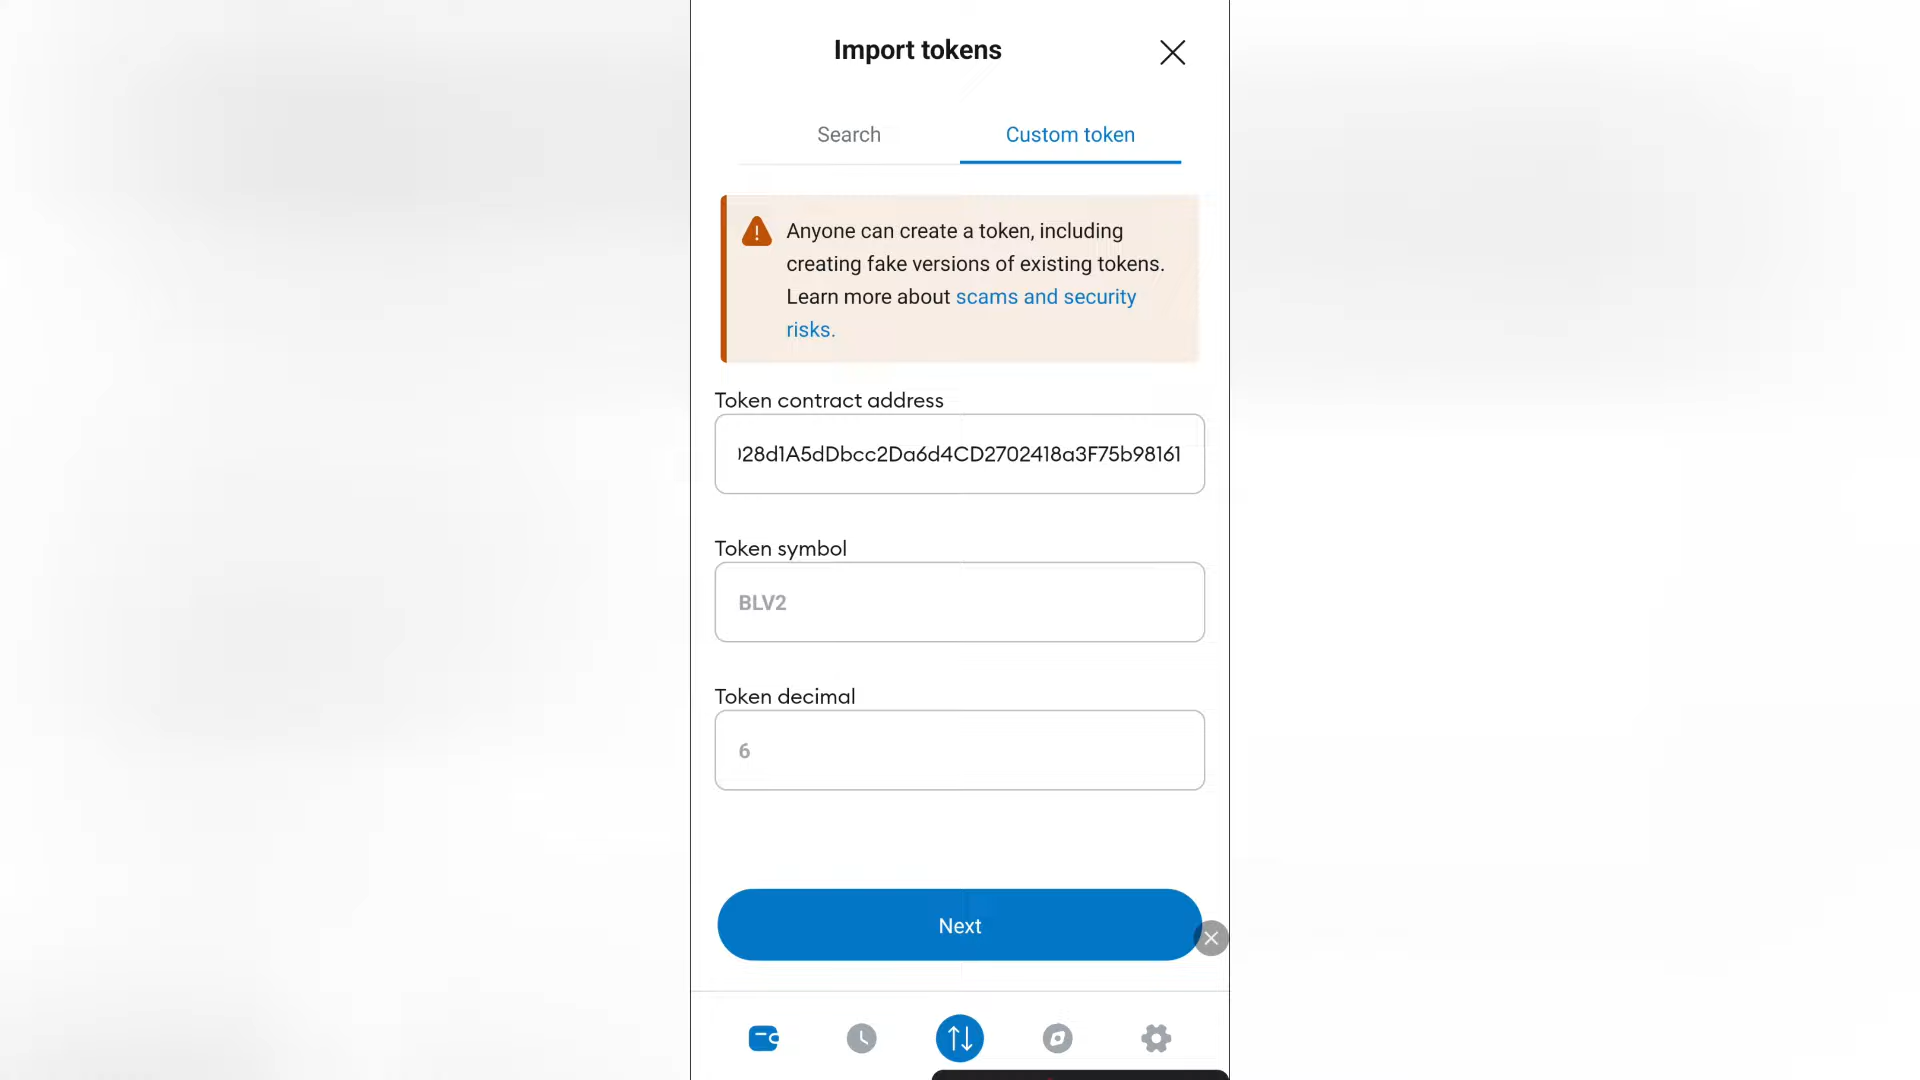 Import tokens
Search
Custom token
Anyone can create a token, including
creating fake versions of existing tokens.
Learn more about scams and security
risks.
Token contract address
28d1A5dDbcc2Da6d4CD2702418a3F75b98161
Token symbol
BLV2
Token decimal
6
Next